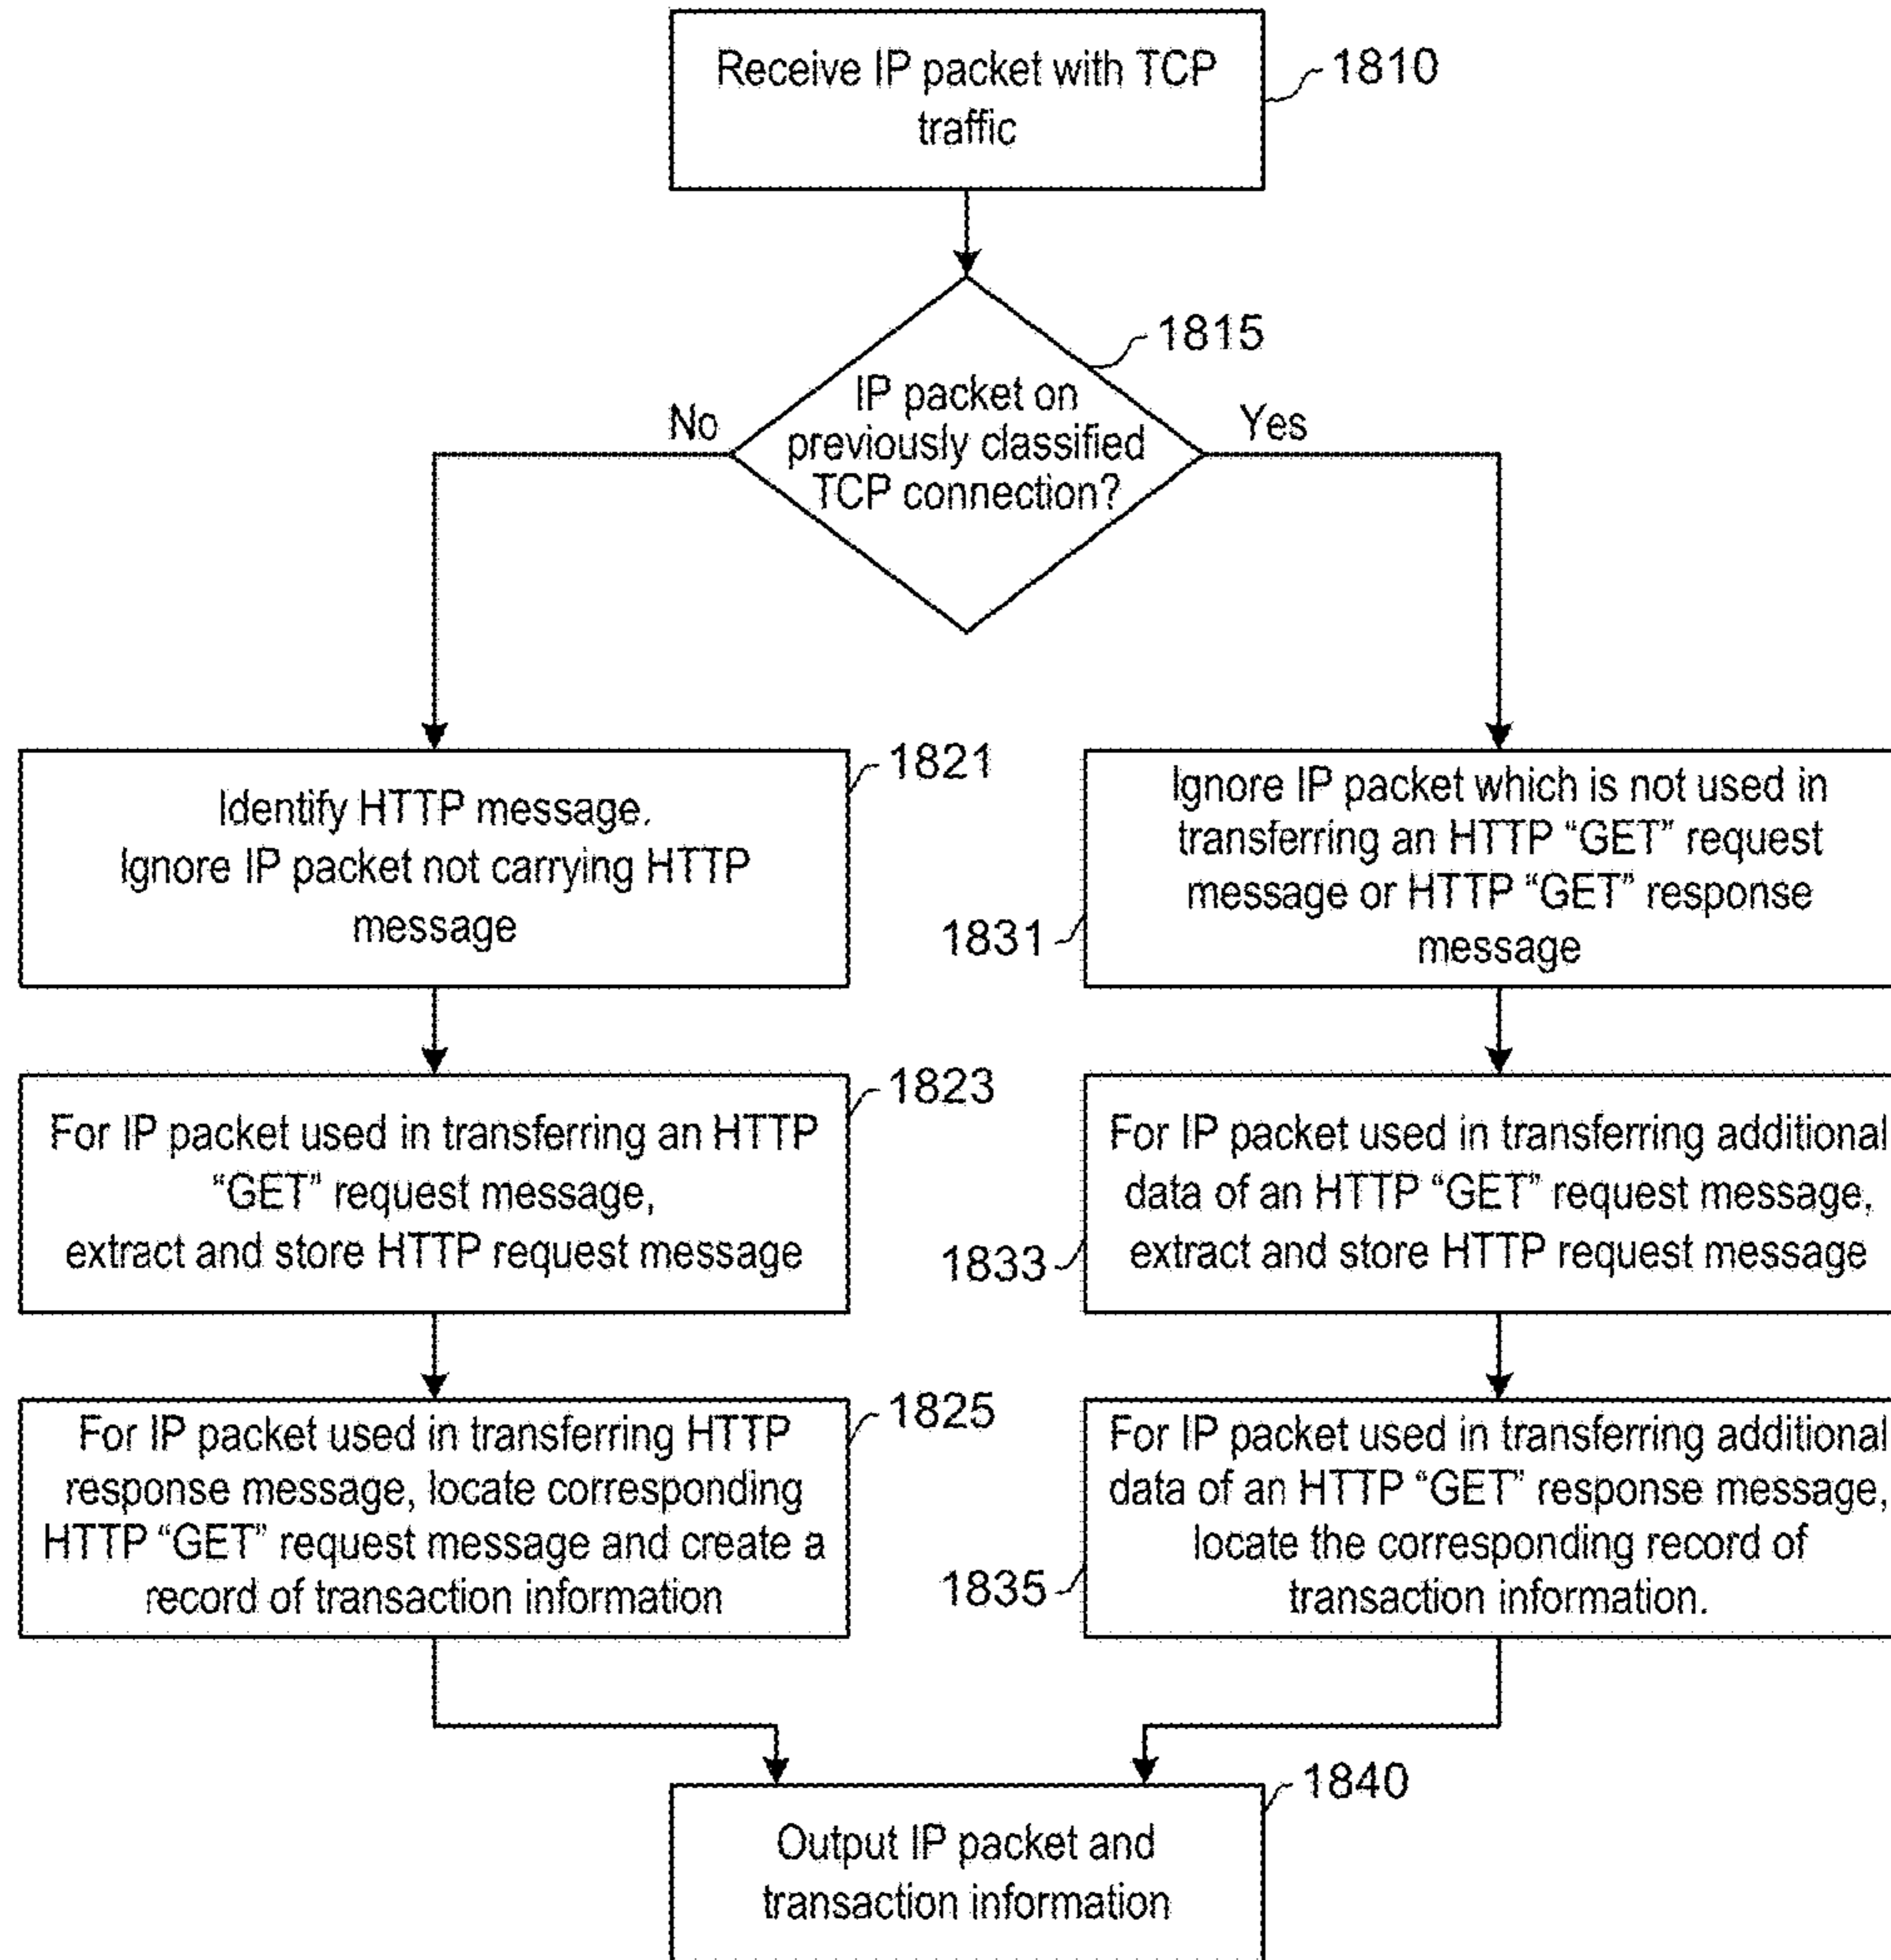 Receive IP packet with TCP
traffic
1810
1815
IP packet on
previously classified
TCP connection?
No
Yes
Identify HTTP message.
Ignore IP packet not carrying HTTP
message
1821
Ignore IP packet which is not used in
transferring an HTTP “GET” request
message or HTTP “GET” response
message
1831
For IP packet used in transferring an HTTP
“GET” request message,
extract and store HTTP request message
1823
For IP packet used in transferring additional
data of an HTTP “GET” request message,
extract and store HTTP request message
1833
For IP packet used in transferring HTTP
response message, locate corresponding
HTTP “GET” request message and create a
record of transaction information
1825
For IP packet used in transferring additional
data of an HTTP “GET” response message,
locate the corresponding record of
transaction information.
1835
Output IP packet and
transaction information
1840